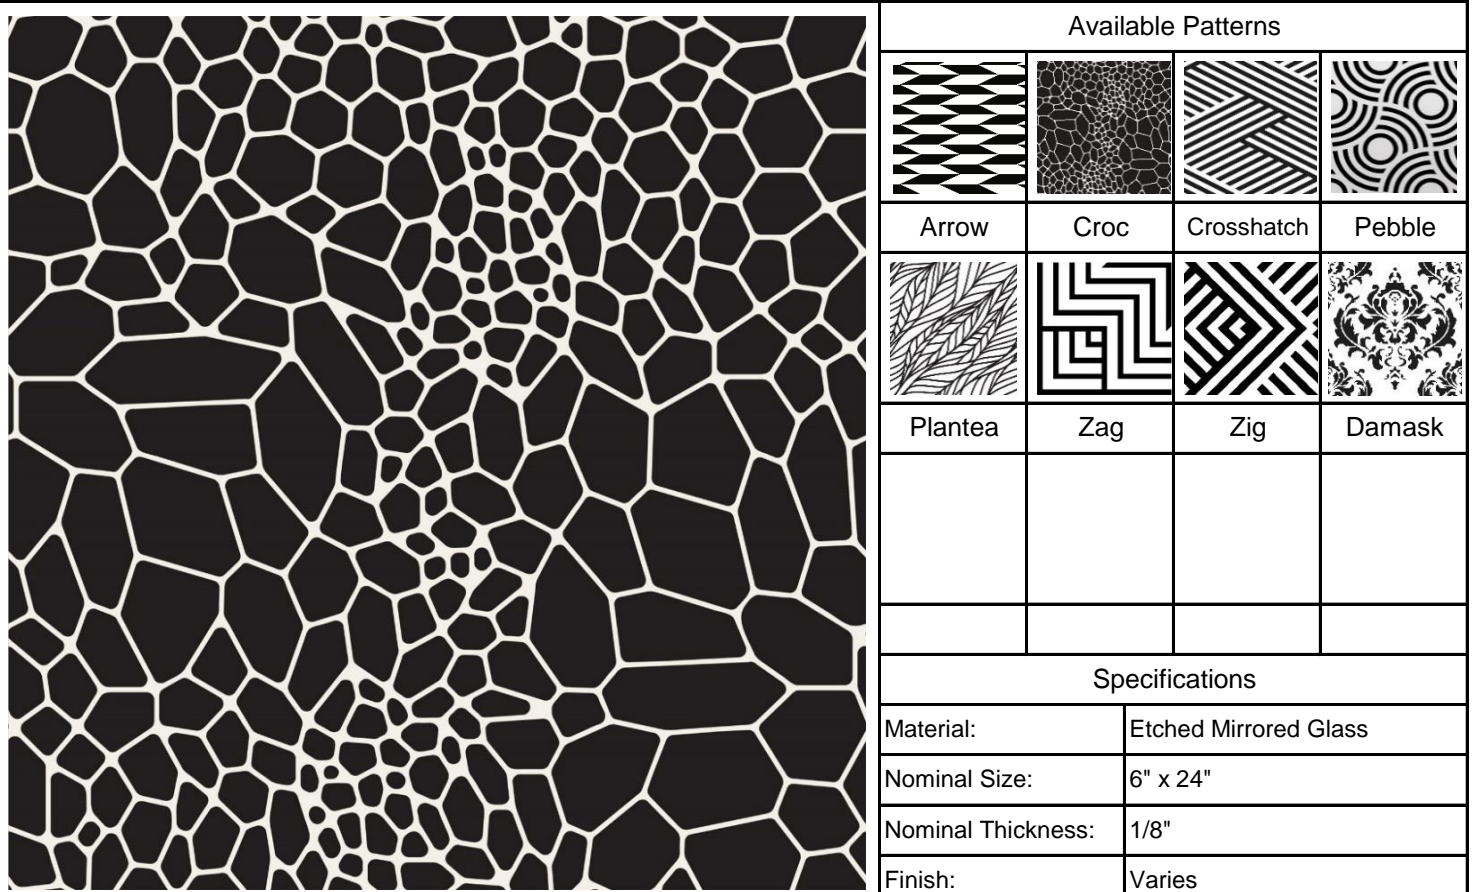 Available Patterns
Arrow Croc Crosshatch Pebble
Plantea Zag Zig Damask
Specifications
Material: Etched Mirrored Glass
Nominal Size: 6" x 24"
Nominal Thickness: 1/8"
Finish: Varies